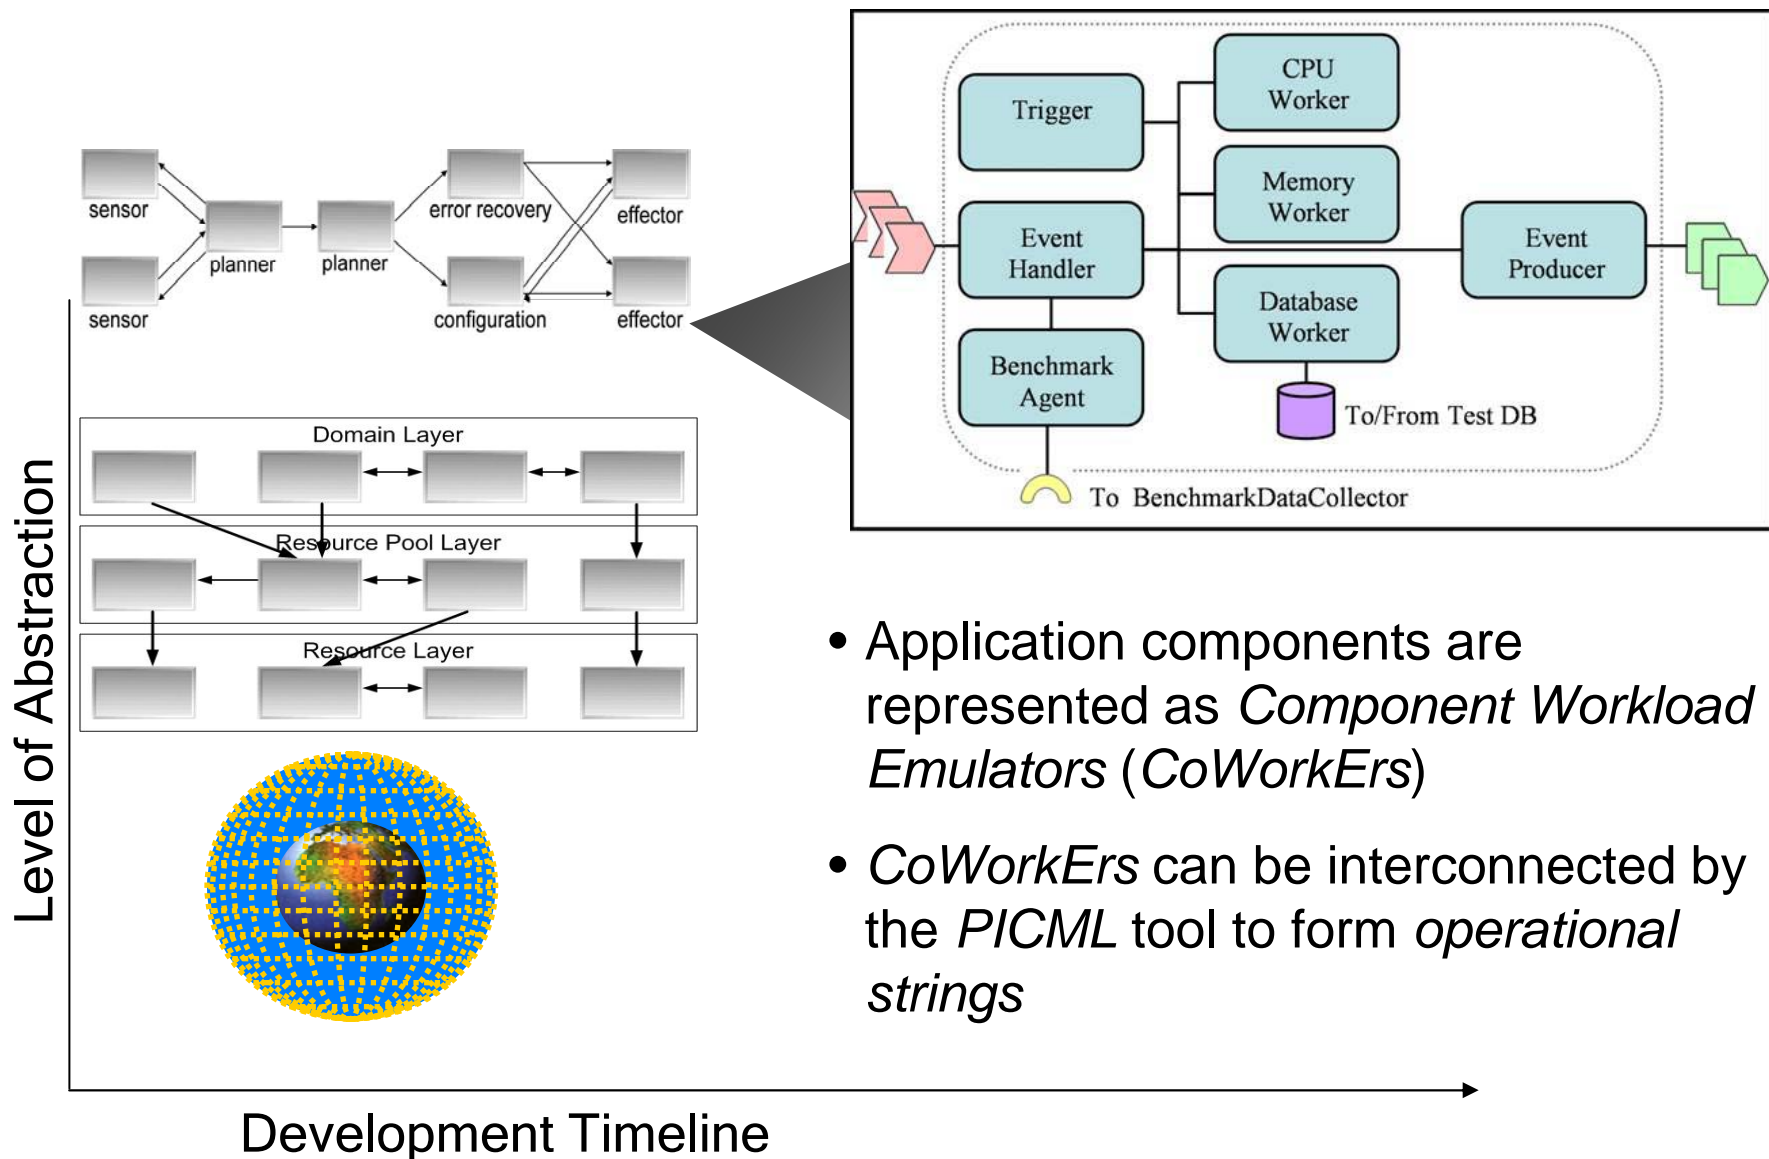 sensor
sensor
planner
planner
error recovery
configuration
effector
effector
Trigger
Event
Handler
Benchmark
Agent
CPU
Worker
Memory
Worker
Database
Worker
Event
Producer
To/From Test DB
To BenchmarkDataCollector
Domain Layer
Resource Pool Layer
Resource Layer
Level of Abstraction
Development Timeline
• Application components are
represented as Component Workload
Emulators (CoWorkErs)
• CoWorkErs can be interconnected by
the PICML tool to form operational
strings